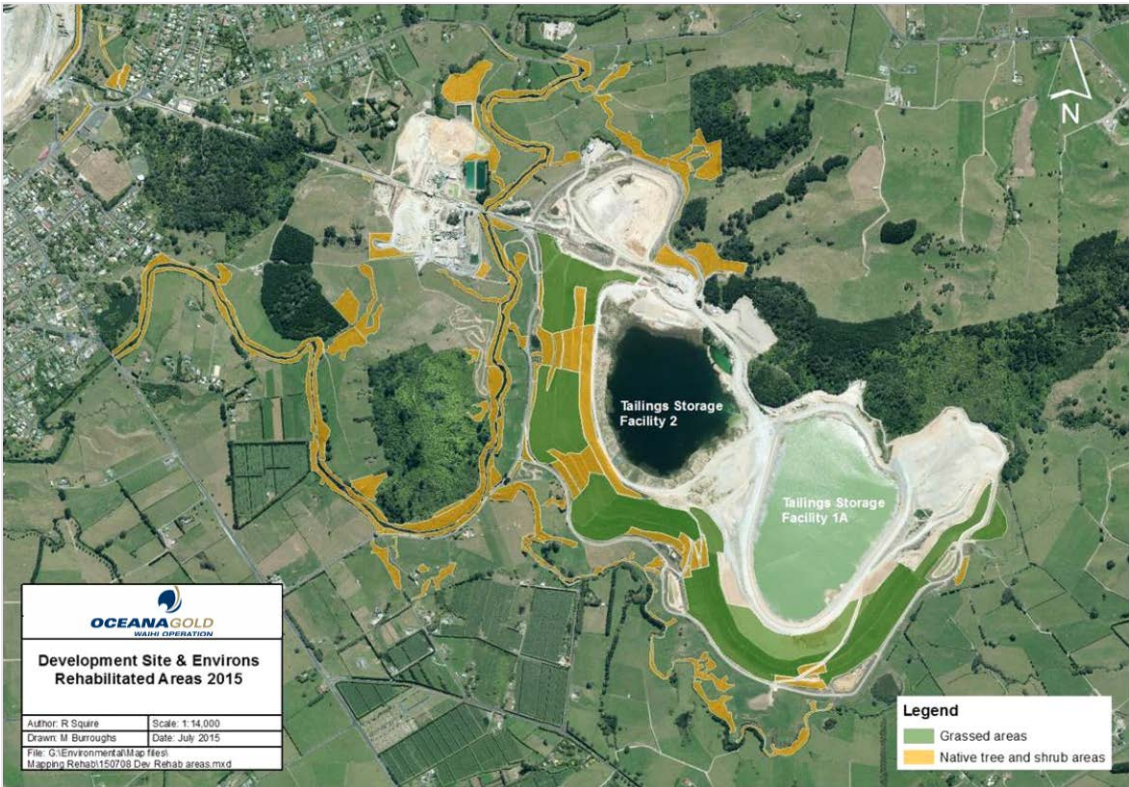 N
Tailings Storage
Facility 2
Tailings Storage
Facility 1A
OCEANAGOLD
WAIHI OPERATION
Development Site & Environs
Rehabilitated Areas 2015
Author: R Squire
Scale: 1:14,000
Drawn: M Burroughs
Date: July 2015
File: G:\Environmental\Map files\
Mapping Rehab\150708 Dev Rehab areas.mxd
Legend
Grassed areas
Native tree and shrub areas